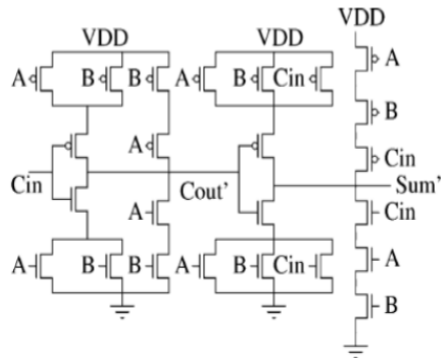 VDD
VDD VDD
A B B A B Cin A
A B
Cin
Cin Cout' Sum'
A Cin
A B B A B Cin A
B